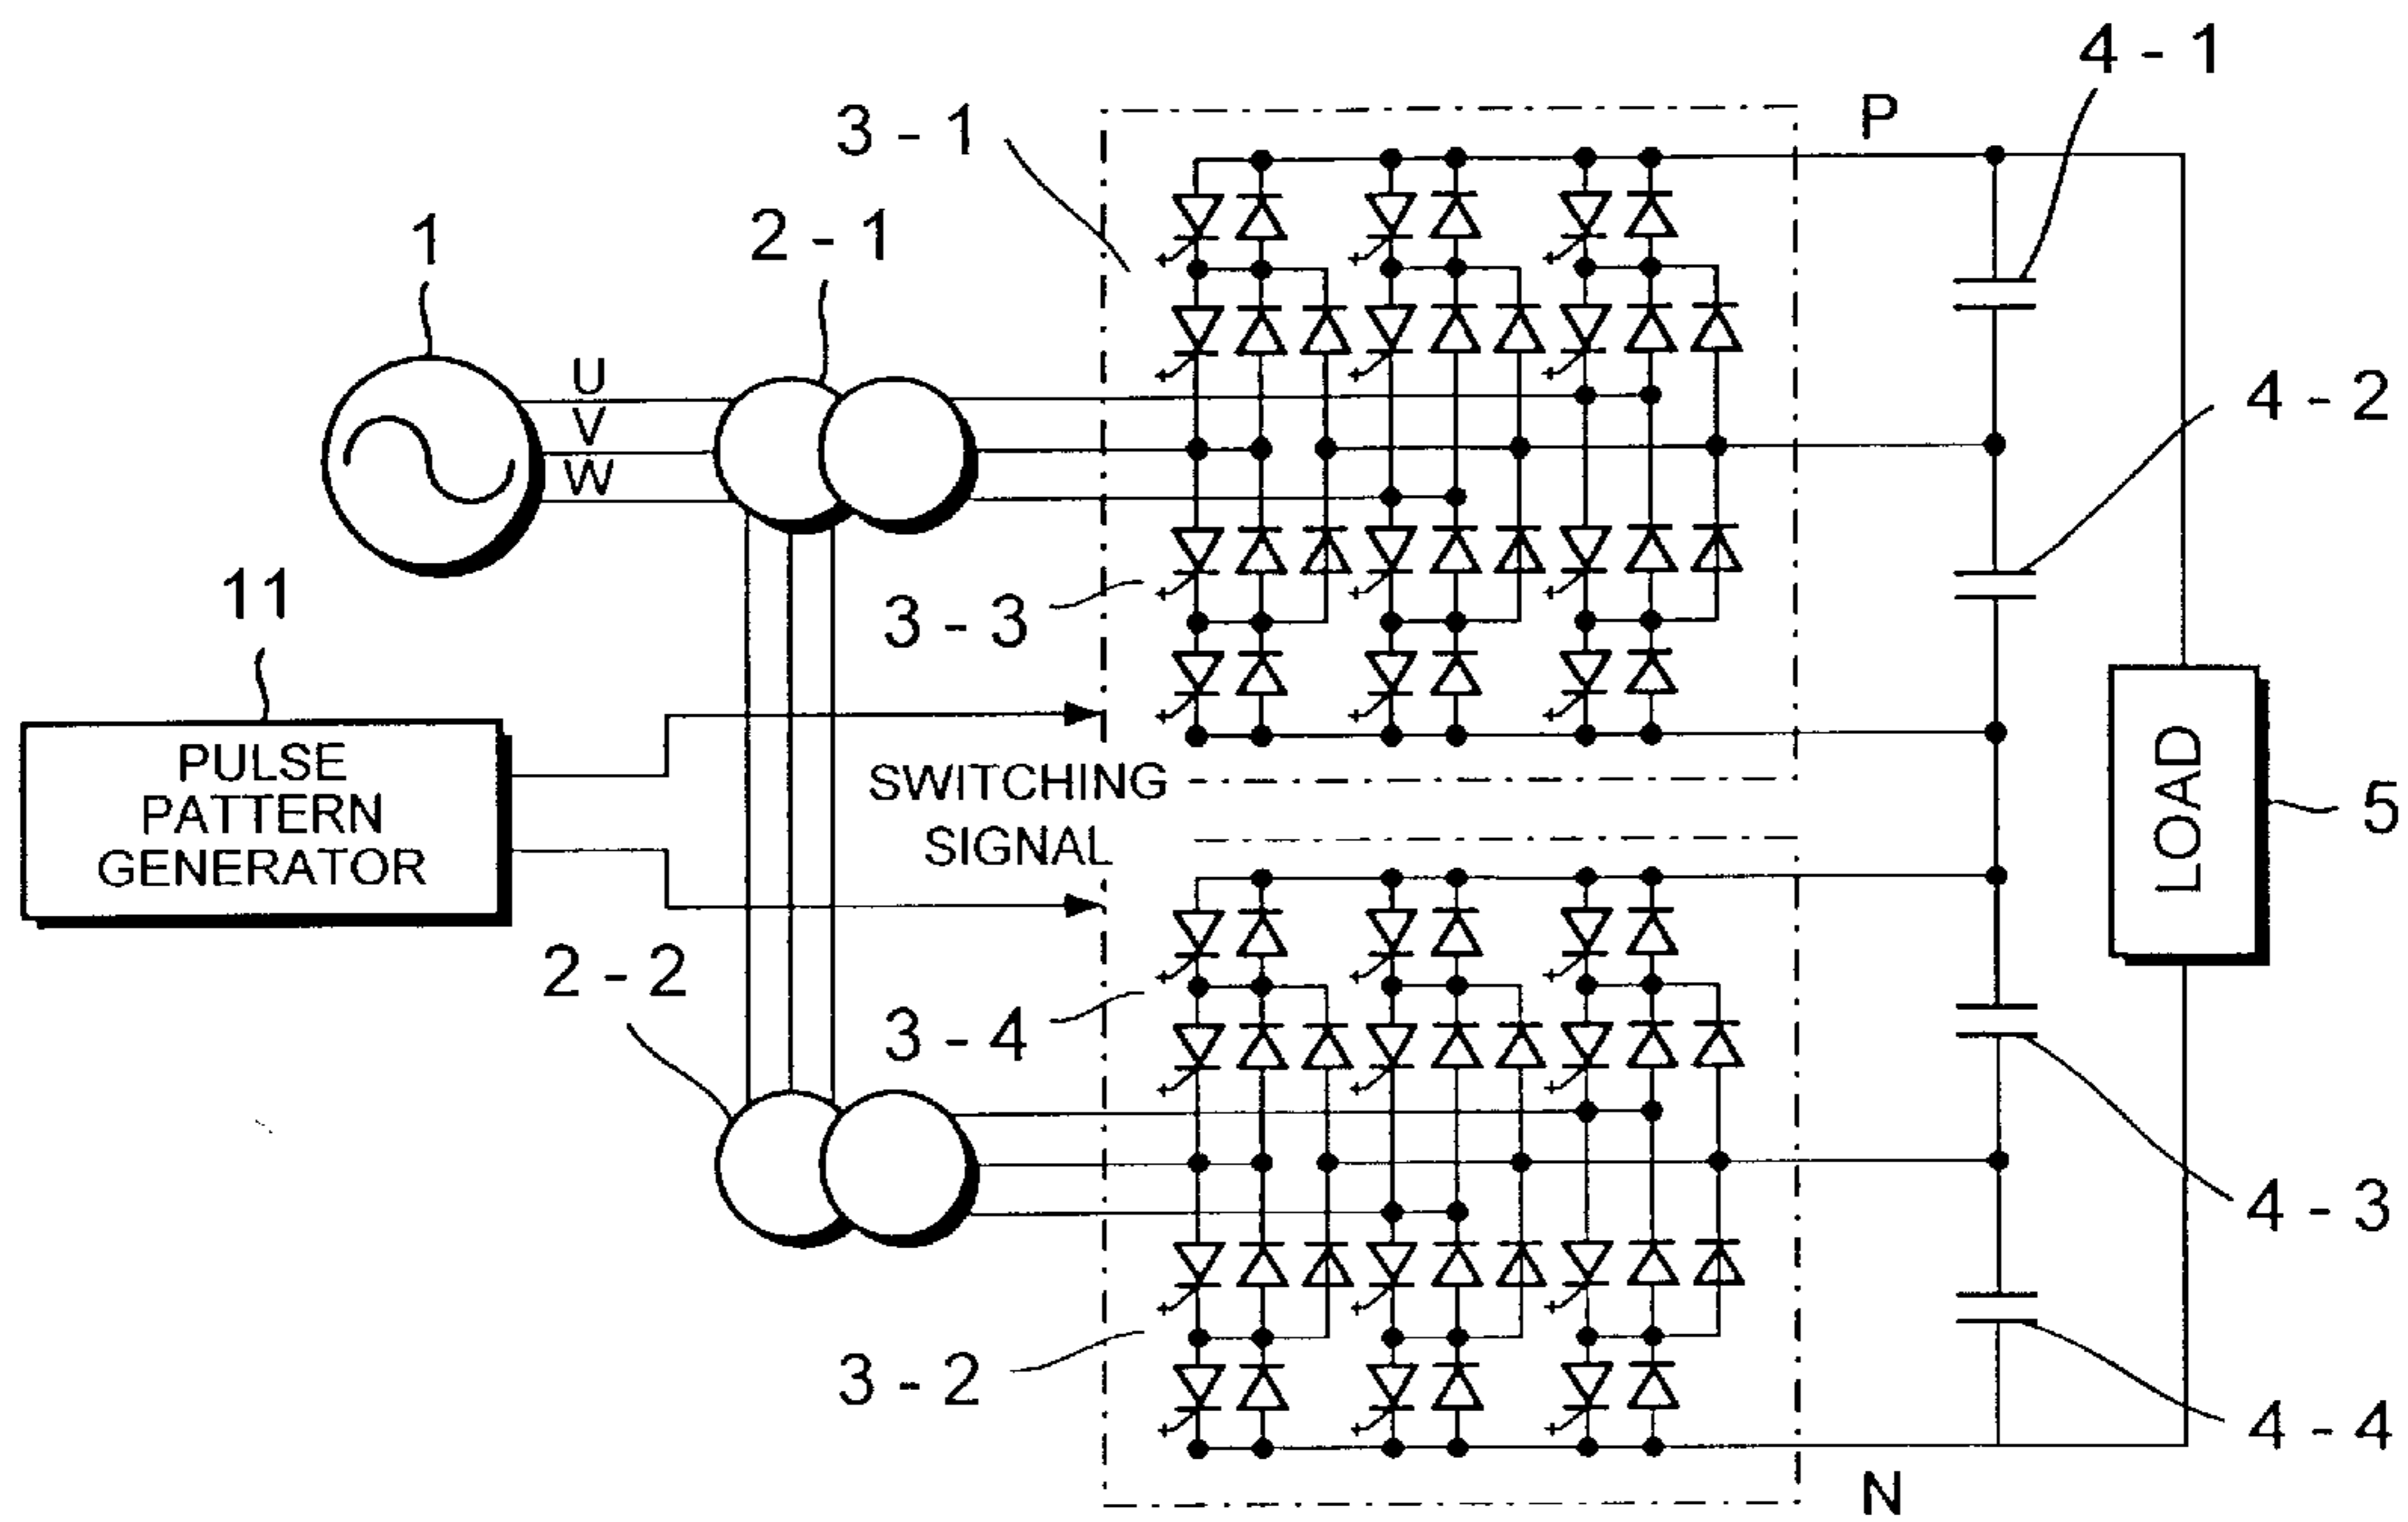 4 - 1
P
3 - 1
2 - 1
1
U
V
W
4 - 2
11
3 - 3
PULSE
PATTERN
GENERATOR
SWITCHING
SIGNAL
LOAD
5
2 - 2
3 - 4
4 - 3
3 - 2
4 - 4
N